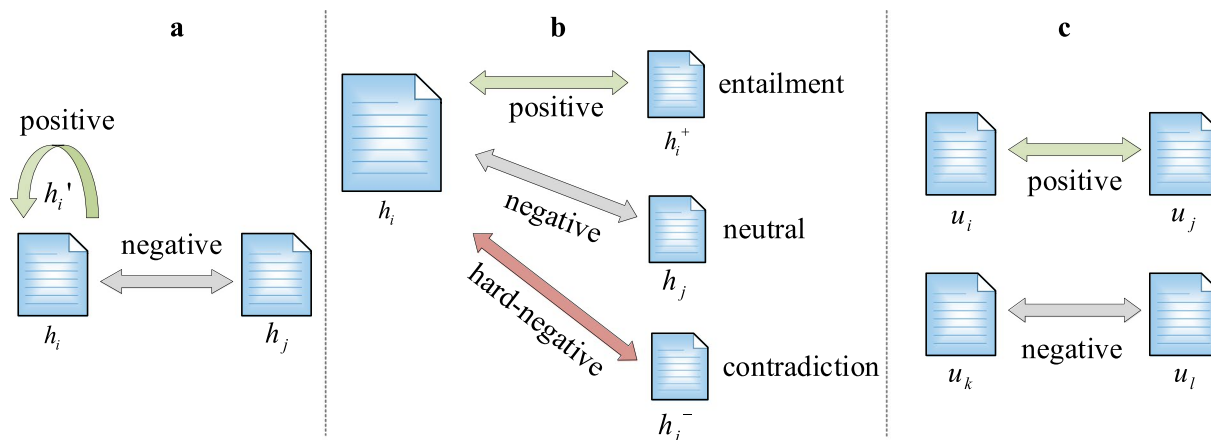 a
positive
h_i'
negative
h_i
h_j
b
h_i
positive
h_i^+
entailment
negative
h_j
neutral
hard-negative
h_i^-
contradiction
c
u_i
positive
u_j
u_k
negative
u_l